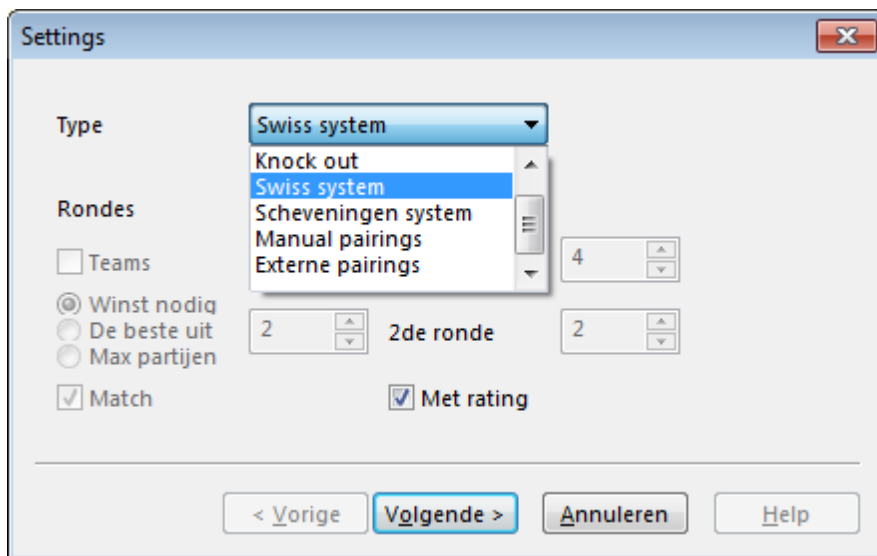 Settings
Type Swiss system
Knock out
Swiss system
Rondes Scheveningen system
Manual pairings
Teams Externe pairings 4
Winst nodig
De beste uit 2 2de ronde 2
Max partijen
Match Met rating
< Vorige Volgende > Annuleren Help